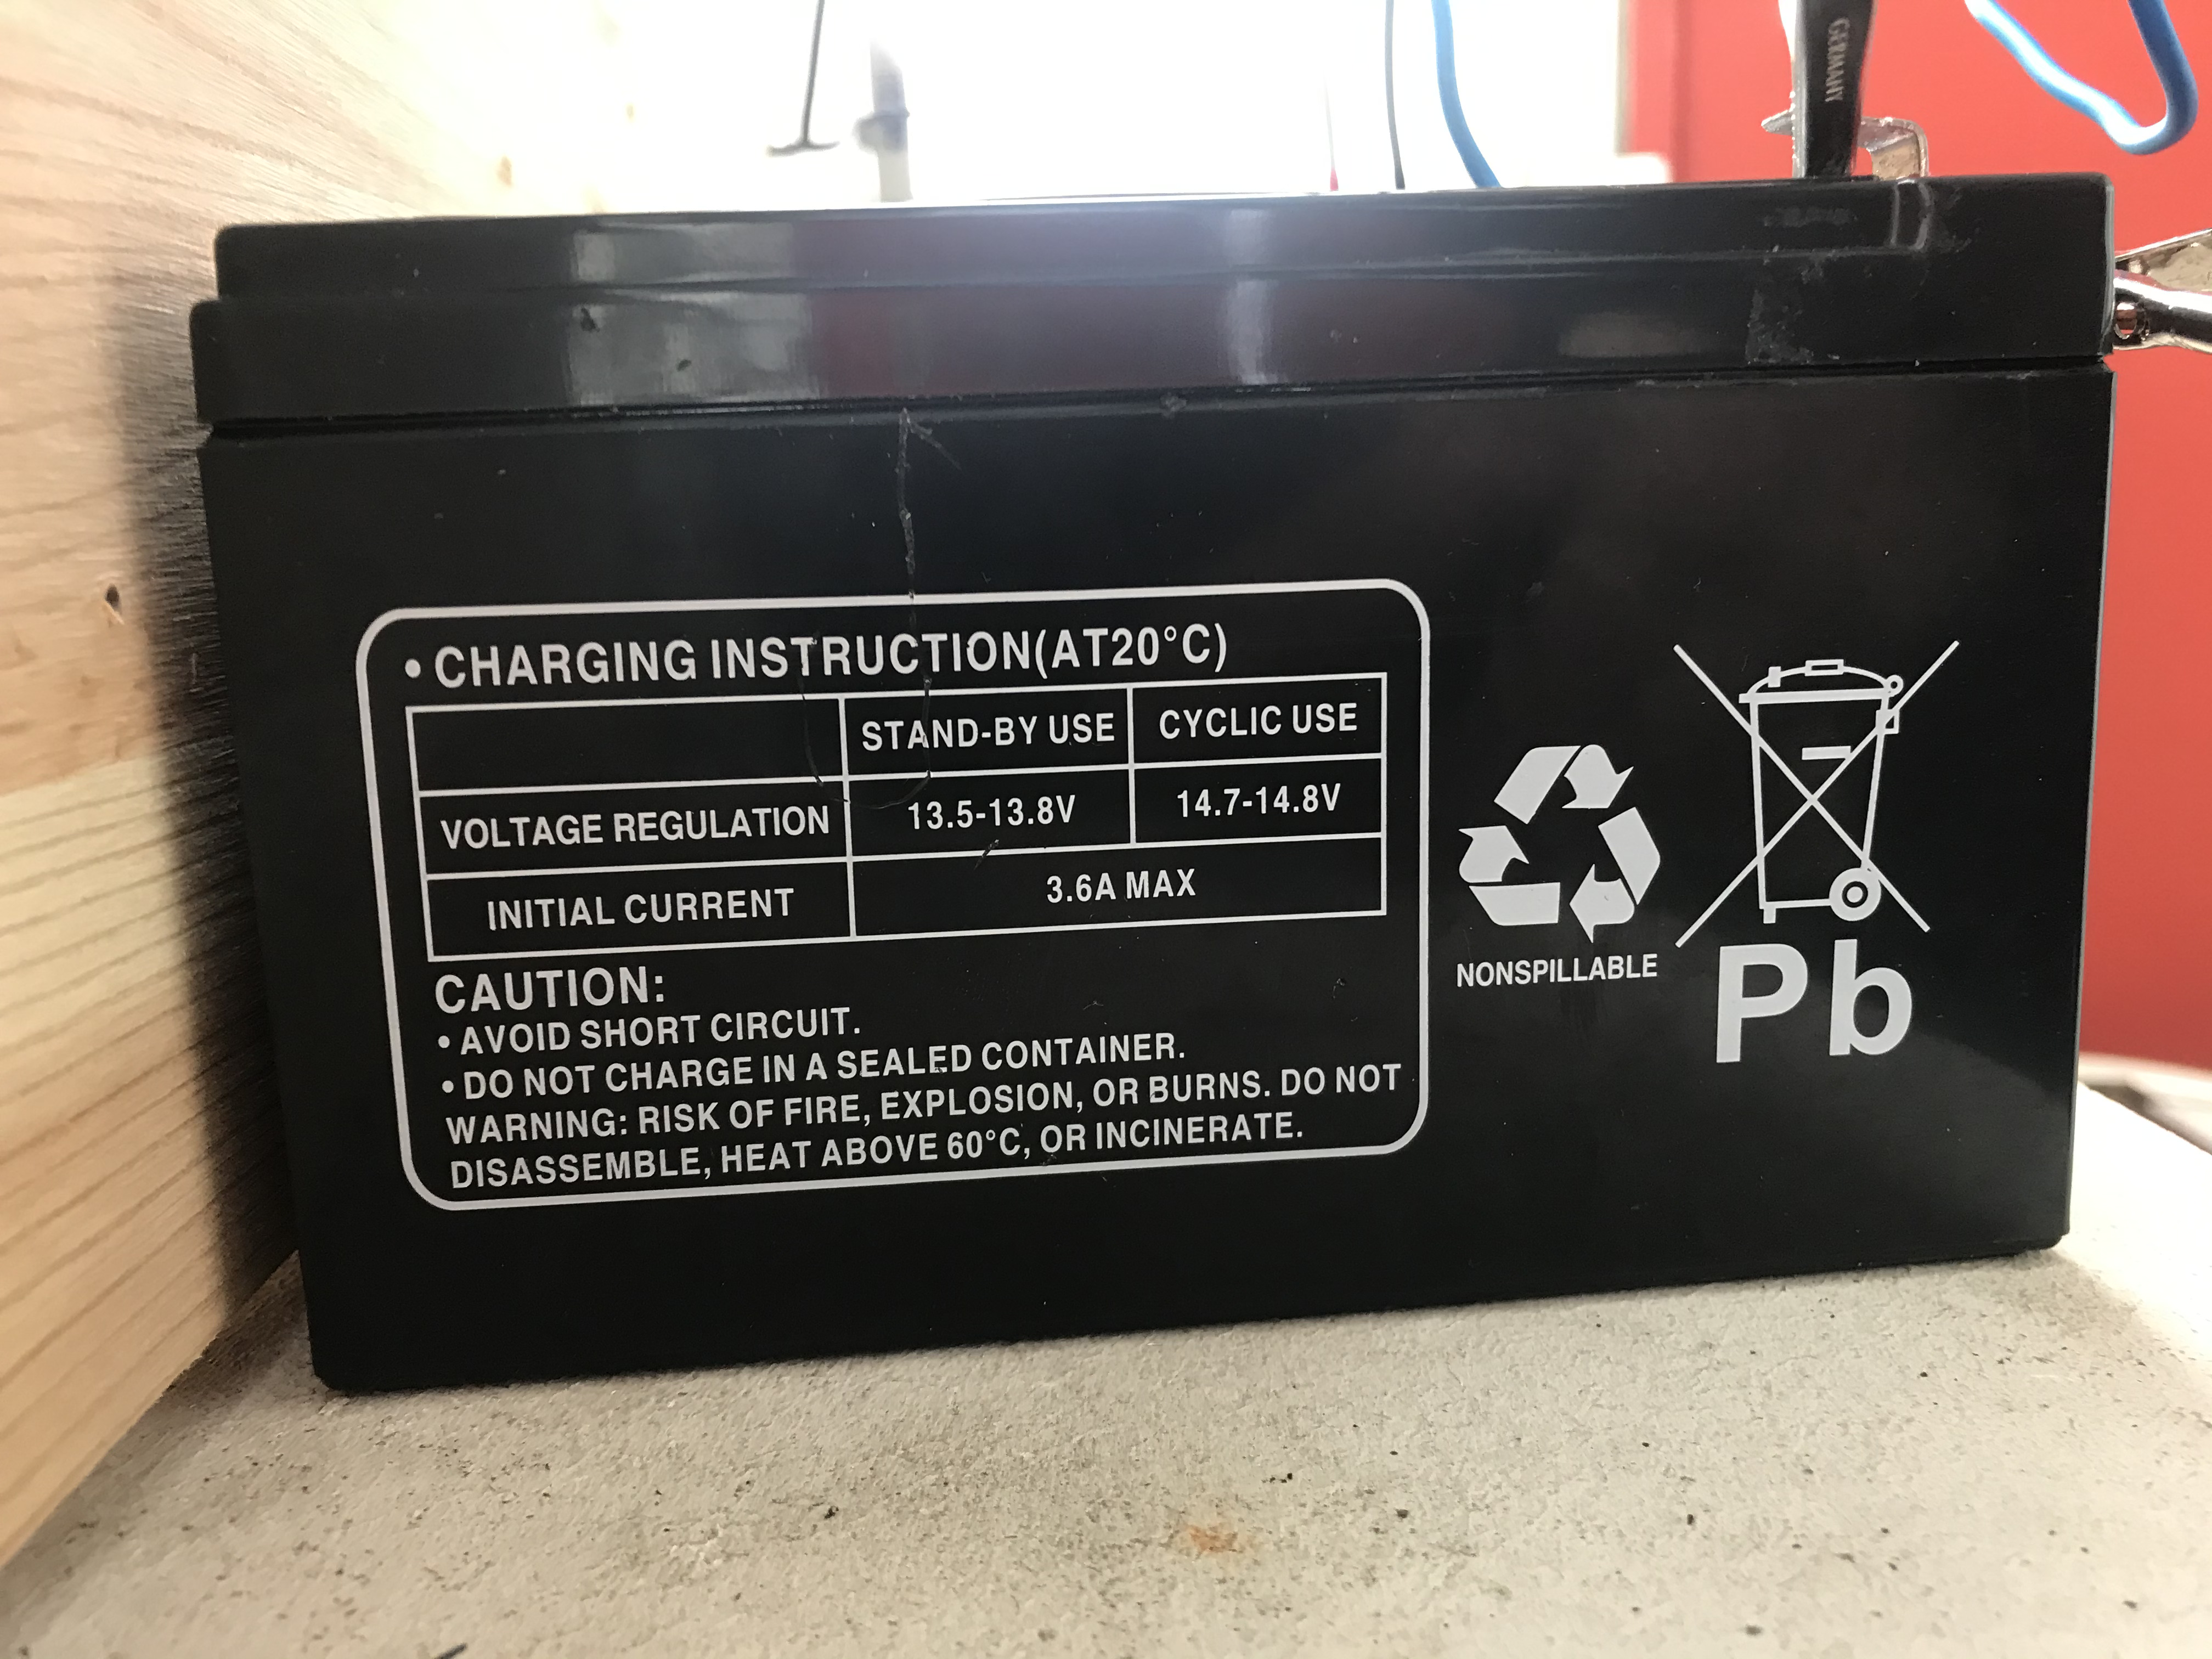 GERMANY
• CHARGING INSTRUCTION(AT20°C)
STAND-BY USE CYCLIC USE
VOLTAGE REGULATION 13.5-13.8V 14.7-14.8V
INITIAL CURRENT 3.6A MAX
CAUTION:
• AVOID SHORT CIRCUIT.
• DO NOT CHARGE IN A SEALED CONTAINER.
WARNING: RISK OF FIRE, EXPLOSION, OR BURNS. DO NOT
DISASSEMBLE, HEAT ABOVE 60°C, OR INCINERATE.
NONSPILLABLE
Pb